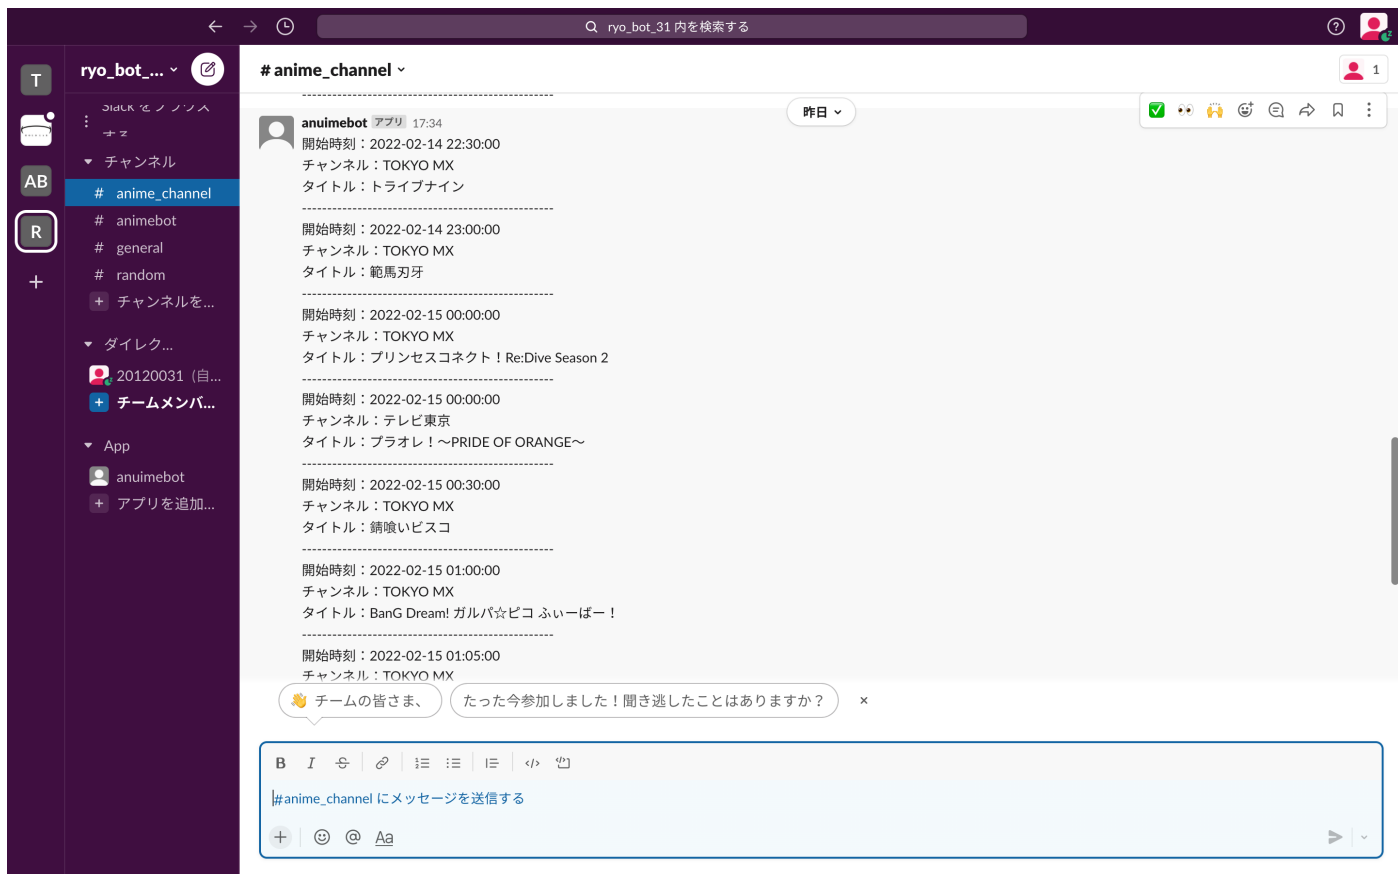 ryo_bot_31 内を検索する
T
AB
R
ryo_bot_...
Slack をブラウズ
する
チャンネル
# anime_channel
# animebot
# general
# random
+ チャンネルを...
ダイレク...
20120031（自...
+ チームメンバ...
App
anuimebot
+ アプリを追加...
# anime_channel
1
昨日
--------------------------------------------------
anuimebot アプリ 17:34
開始時刻：2022-02-14 22:30:00
チャンネル：TOKYO MX
タイトル：トライブナイン
--------------------------------------------------
開始時刻：2022-02-14 23:00:00
チャンネル：TOKYO MX
タイトル：範馬刃牙
--------------------------------------------------
開始時刻：2022-02-15 00:00:00
チャンネル：TOKYO MX
タイトル：プリンセスコネクト！Re:Dive Season 2
--------------------------------------------------
開始時刻：2022-02-15 00:00:00
チャンネル：テレビ東京
タイトル：プラオレ！～PRIDE OF ORANGE～
--------------------------------------------------
開始時刻：2022-02-15 00:30:00
チャンネル：TOKYO MX
タイトル：錆喰いビスコ
--------------------------------------------------
開始時刻：2022-02-15 01:00:00
チャンネル：TOKYO MX
タイトル：BanG Dream! ガルパ☆ピコ ふぃーばー！
--------------------------------------------------
開始時刻：2022-02-15 01:05:00
チャンネル：TOKYO MX
👋 チームの皆さま、
たった今参加しました！聞き逃したことはありますか？
B I S
#anime_channel にメッセージを送信する
+ @ Aa